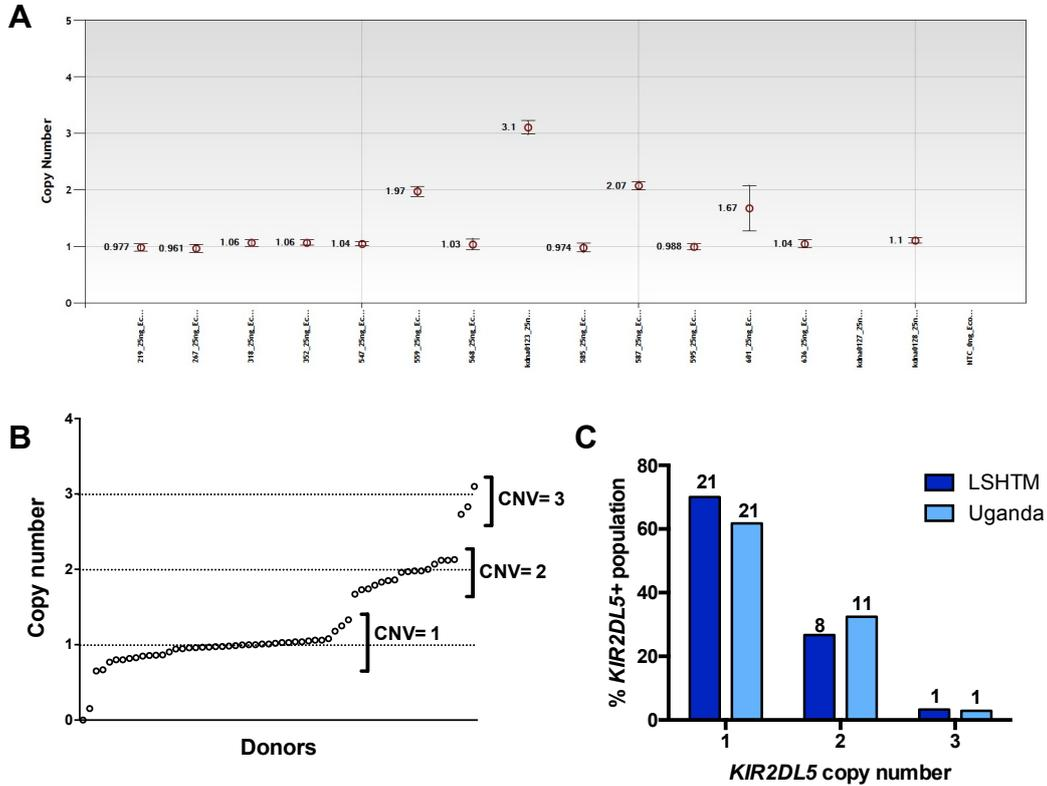 A
Copy Number
5
4
3
2
1
0
0.977
0.961
1.06
1.06
1.04
1.97
1.03
3.1
0.974
2.07
0.988
1.67
1.04
1.1
219_25ng_Ec...
267_25ng_Ec...
318_25ng_Ec...
352_25ng_Ec...
547_25ng_Ec...
559_25ng_Ec...
568_25ng_Ec...
kdna0123_25n...
585_25ng_Ec...
587_25ng_Ec...
595_25ng_Ec...
601_25ng_Ec...
636_25ng_Ec...
kdna0127_25n...
kdna0128_25n...
NTC_0ng_Eco...
B
Copy number
4
3
2
1
0
CNV= 3
CNV= 2
CNV= 1
Donors
C
% KIR2DL5+ population
80
60
40
20
0
21
21
8
11
1
1
LSHTM
Uganda
1
2
3
KIR2DL5 copy number